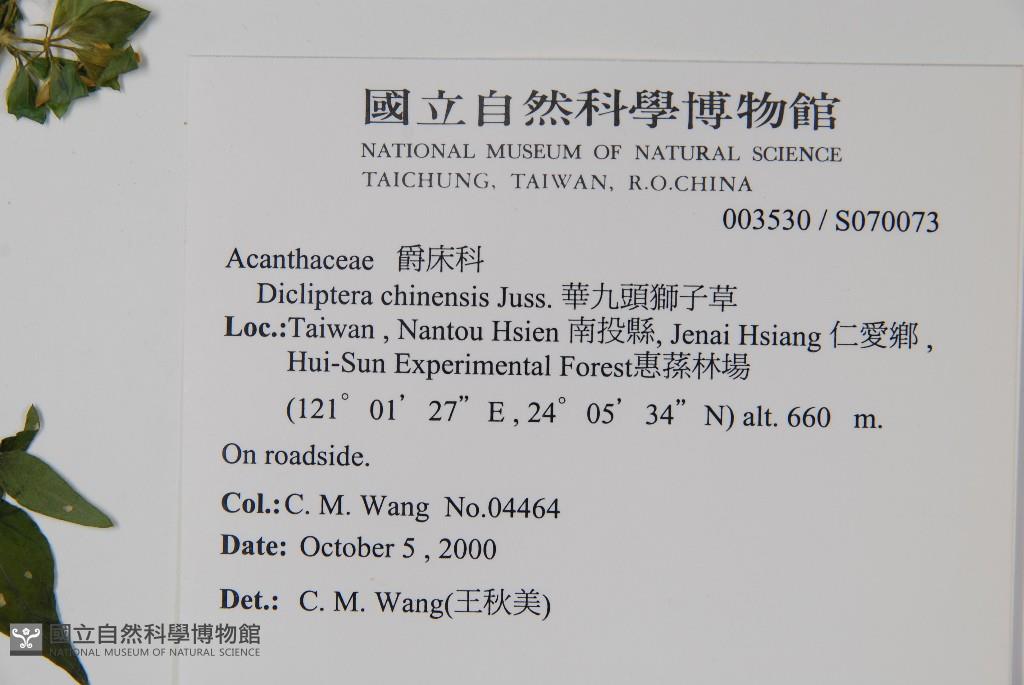 國立自然科學博物館
NATIONAL MUSEUM OF NATURAL SCIENCE
TAICHUNG, TAIWAN, R.O.CHINA
003530 / S070073
Acanthaceae 爵床科
Dicliptera chinensis Juss. 華九頭獅子草
Loc.:Taiwan , Nantou Hsien 南投縣, Jenai Hsiang 仁愛鄉 ,
Hui-Sun Experimental Forest惠蓀林場
(121° 01’ 27” E , 24° 05’ 34” N) alt. 660 m.
On roadside.
Col.: C. M. Wang No.04464
Date: October 5 , 2000
Det.: C. M. Wang(王秋美)
國立自然科學博物館
NATIONAL MUSEUM OF NATURAL SCIENCE